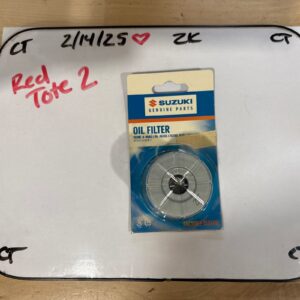 CT 2/14/25♡ ZK CT
Red
Tote 2
SUZUKI
GENUINE PARTS
OIL FILTER
CT CT